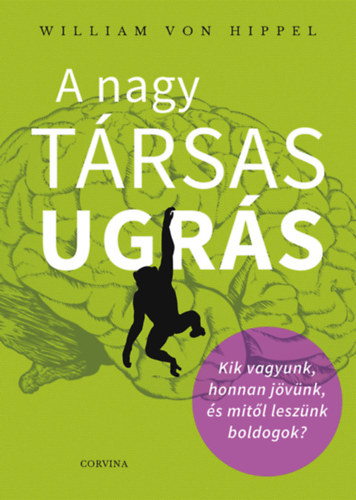 WILLIAM VON HIPPEL
A nagy
TÁRSAS
UGRÁS
Kik vagyunk,
honnan jövünk,
és mitől leszünk
boldogok?
CORVINA